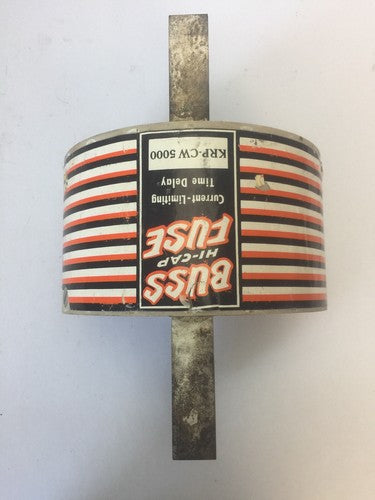 BUSS
HI-CAP
FUSE
Current-Limiting
Time Delay
KRP-CW 5000